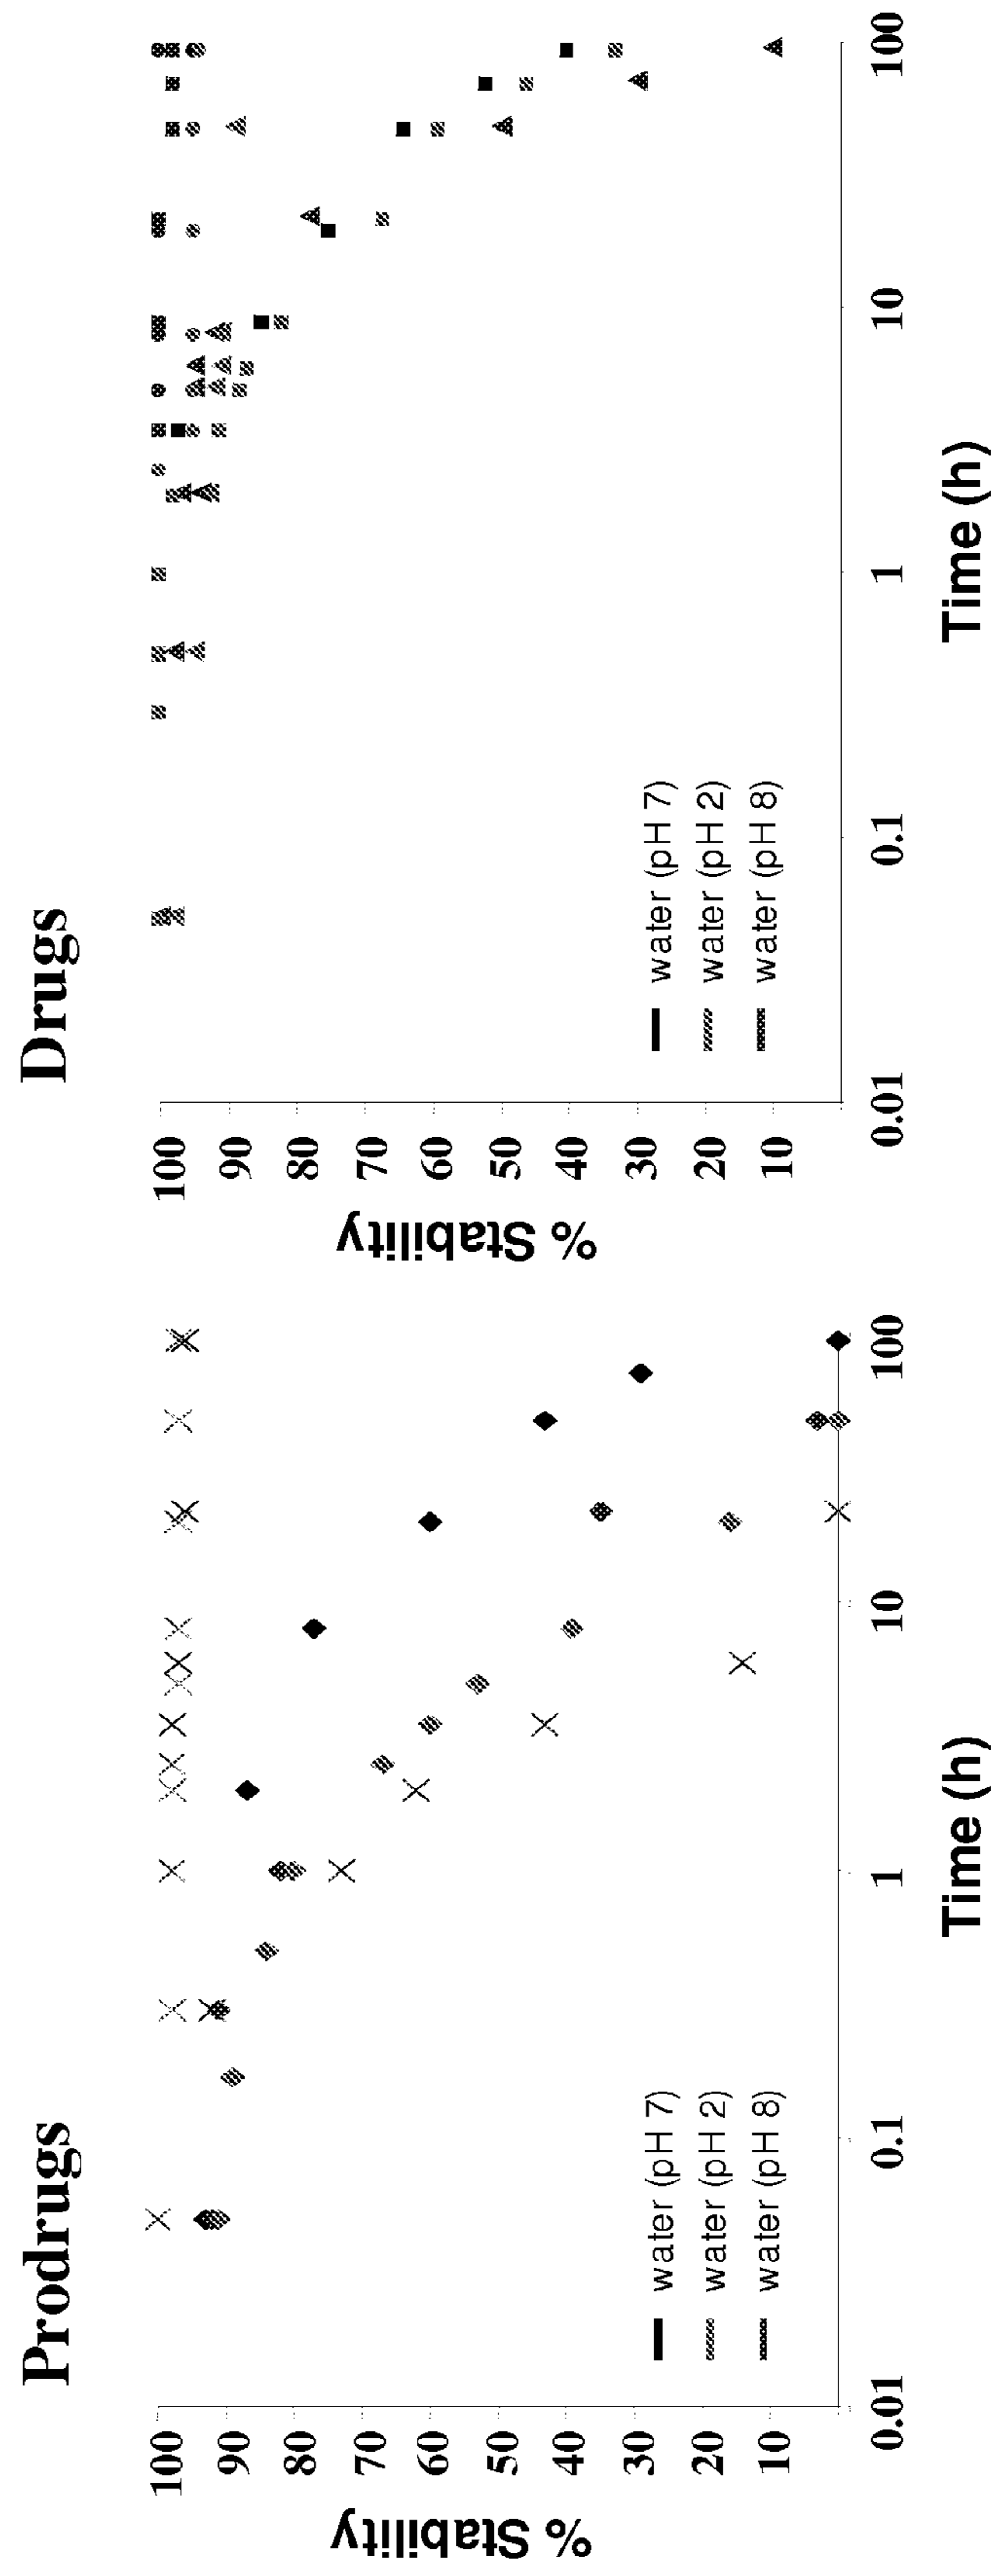 Prodrugs
% Stability
100
90
80
70
60
50
40
30
20
10
water (pH 7)
water (pH 2)
water (pH 8)
0.01
0.1
1
10
100
Time (h)
Drugs
% Stability
100
90
80
70
60
50
40
30
20
10
water (pH 7)
water (pH 2)
water (pH 8)
0.01
0.1
1
10
100
Time (h)